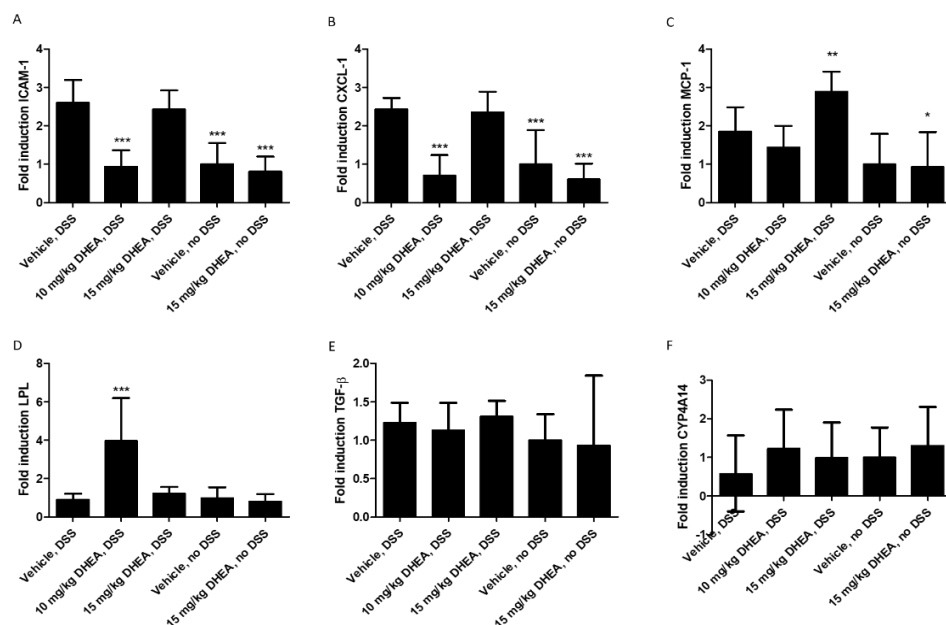 A
Fold induction ICAM-1
4
3
2
1
0
***
***
***
Vehicle, DSS
10 mg/kg DHEA, DSS
15 mg/kg DHEA, DSS
Vehicle, no DSS
15 mg/kg DHEA, no DSS
B
Fold induction CXCL-1
4
3
2
1
0
***
***
***
Vehicle, DSS
10 mg/kg DHEA, DSS
15 mg/kg DHEA, DSS
Vehicle, no DSS
15 mg/kg DHEA, no DSS
C
Fold induction MCP-1
4
3
2
1
0
**
*
Vehicle, DSS
10 mg/kg DHEA, DSS
15 mg/kg DHEA, DSS
Vehicle, no DSS
15 mg/kg DHEA, no DSS
D
Fold induction LPL
8
6
4
2
0
***
Vehicle, DSS
10 mg/kg DHEA, DSS
15 mg/kg DHEA, DSS
Vehicle, no DSS
15 mg/kg DHEA, no DSS
E
Fold induction TGF-β
2.0
1.5
1.0
0.5
0.0
Vehicle, DSS
10 mg/kg DHEA, DSS
15 mg/kg DHEA, DSS
Vehicle, no DSS
15 mg/kg DHEA, no DSS
F
Fold induction CYP4A14
3
2
1
0
-1
Vehicle, DSS
10 mg/kg DHEA, DSS
15 mg/kg DHEA, DSS
Vehicle, no DSS
15 mg/kg DHEA, no DSS